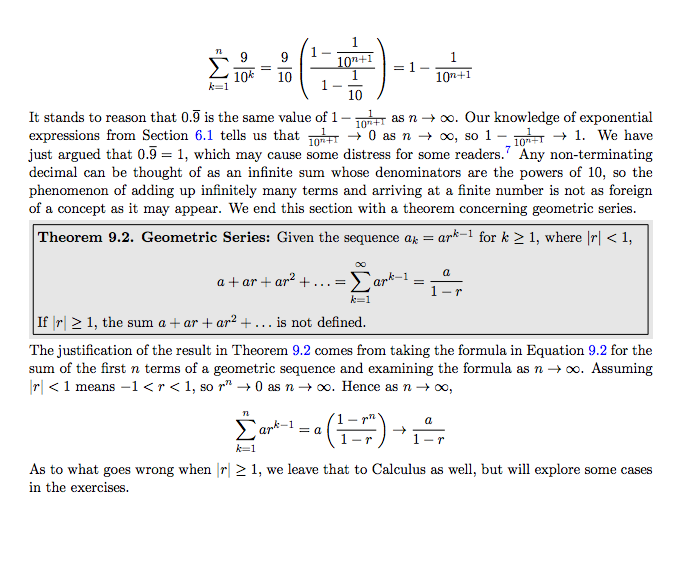 $$\sum_{k=1}^{n} \frac{9}{10^k} = \frac{9}{10} \left( \frac{1 - \frac{1}{10^{n+1}}}{1 - \frac{1}{10}} \right) = 1 - \frac{1}{10^{n+1}}$$
It stands to reason that $0.\overline{9}$ is the same value of $1 - \frac{1}{10^{n+1}}$ as $n \to \infty$. Our knowledge of exponential
expressions from Section 6.1 tells us that $\frac{1}{10^{n+1}} \to 0$ as $n \to \infty$, so $1 - \frac{1}{10^{n+1}} \to 1$. We have
just argued that $0.\overline{9} = 1$, which may cause some distress for some readers.$^7$ Any non-terminating
decimal can be thought of as an infinite sum whose denominators are the powers of 10, so the
phenomenon of adding up infinitely many terms and arriving at a finite number is not as foreign
of a concept as it may appear. We end this section with a theorem concerning geometric series.
Theorem 9.2. Geometric Series: Given the sequence $a_k = ar^{k-1}$ for $k \geq 1$, where $|r| < 1$,
$$a + ar + ar^2 + \ldots = \sum_{k=1}^{\infty} ar^{k-1} = \frac{a}{1-r}$$
If $|r| \geq 1$, the sum $a + ar + ar^2 + \ldots$ is not defined.
The justification of the result in Theorem 9.2 comes from taking the formula in Equation 9.2 for the
sum of the first $n$ terms of a geometric sequence and examining the formula as $n \to \infty$. Assuming
$|r| < 1$ means $-1 < r < 1$, so $r^n \to 0$ as $n \to \infty$. Hence as $n \to \infty$,
$$\sum_{k=1}^{n} ar^{k-1} = a \left( \frac{1-r^n}{1-r} \right) \to \frac{a}{1-r}$$
As to what goes wrong when $|r| \geq 1$, we leave that to Calculus as well, but will explore some cases
in the exercises.